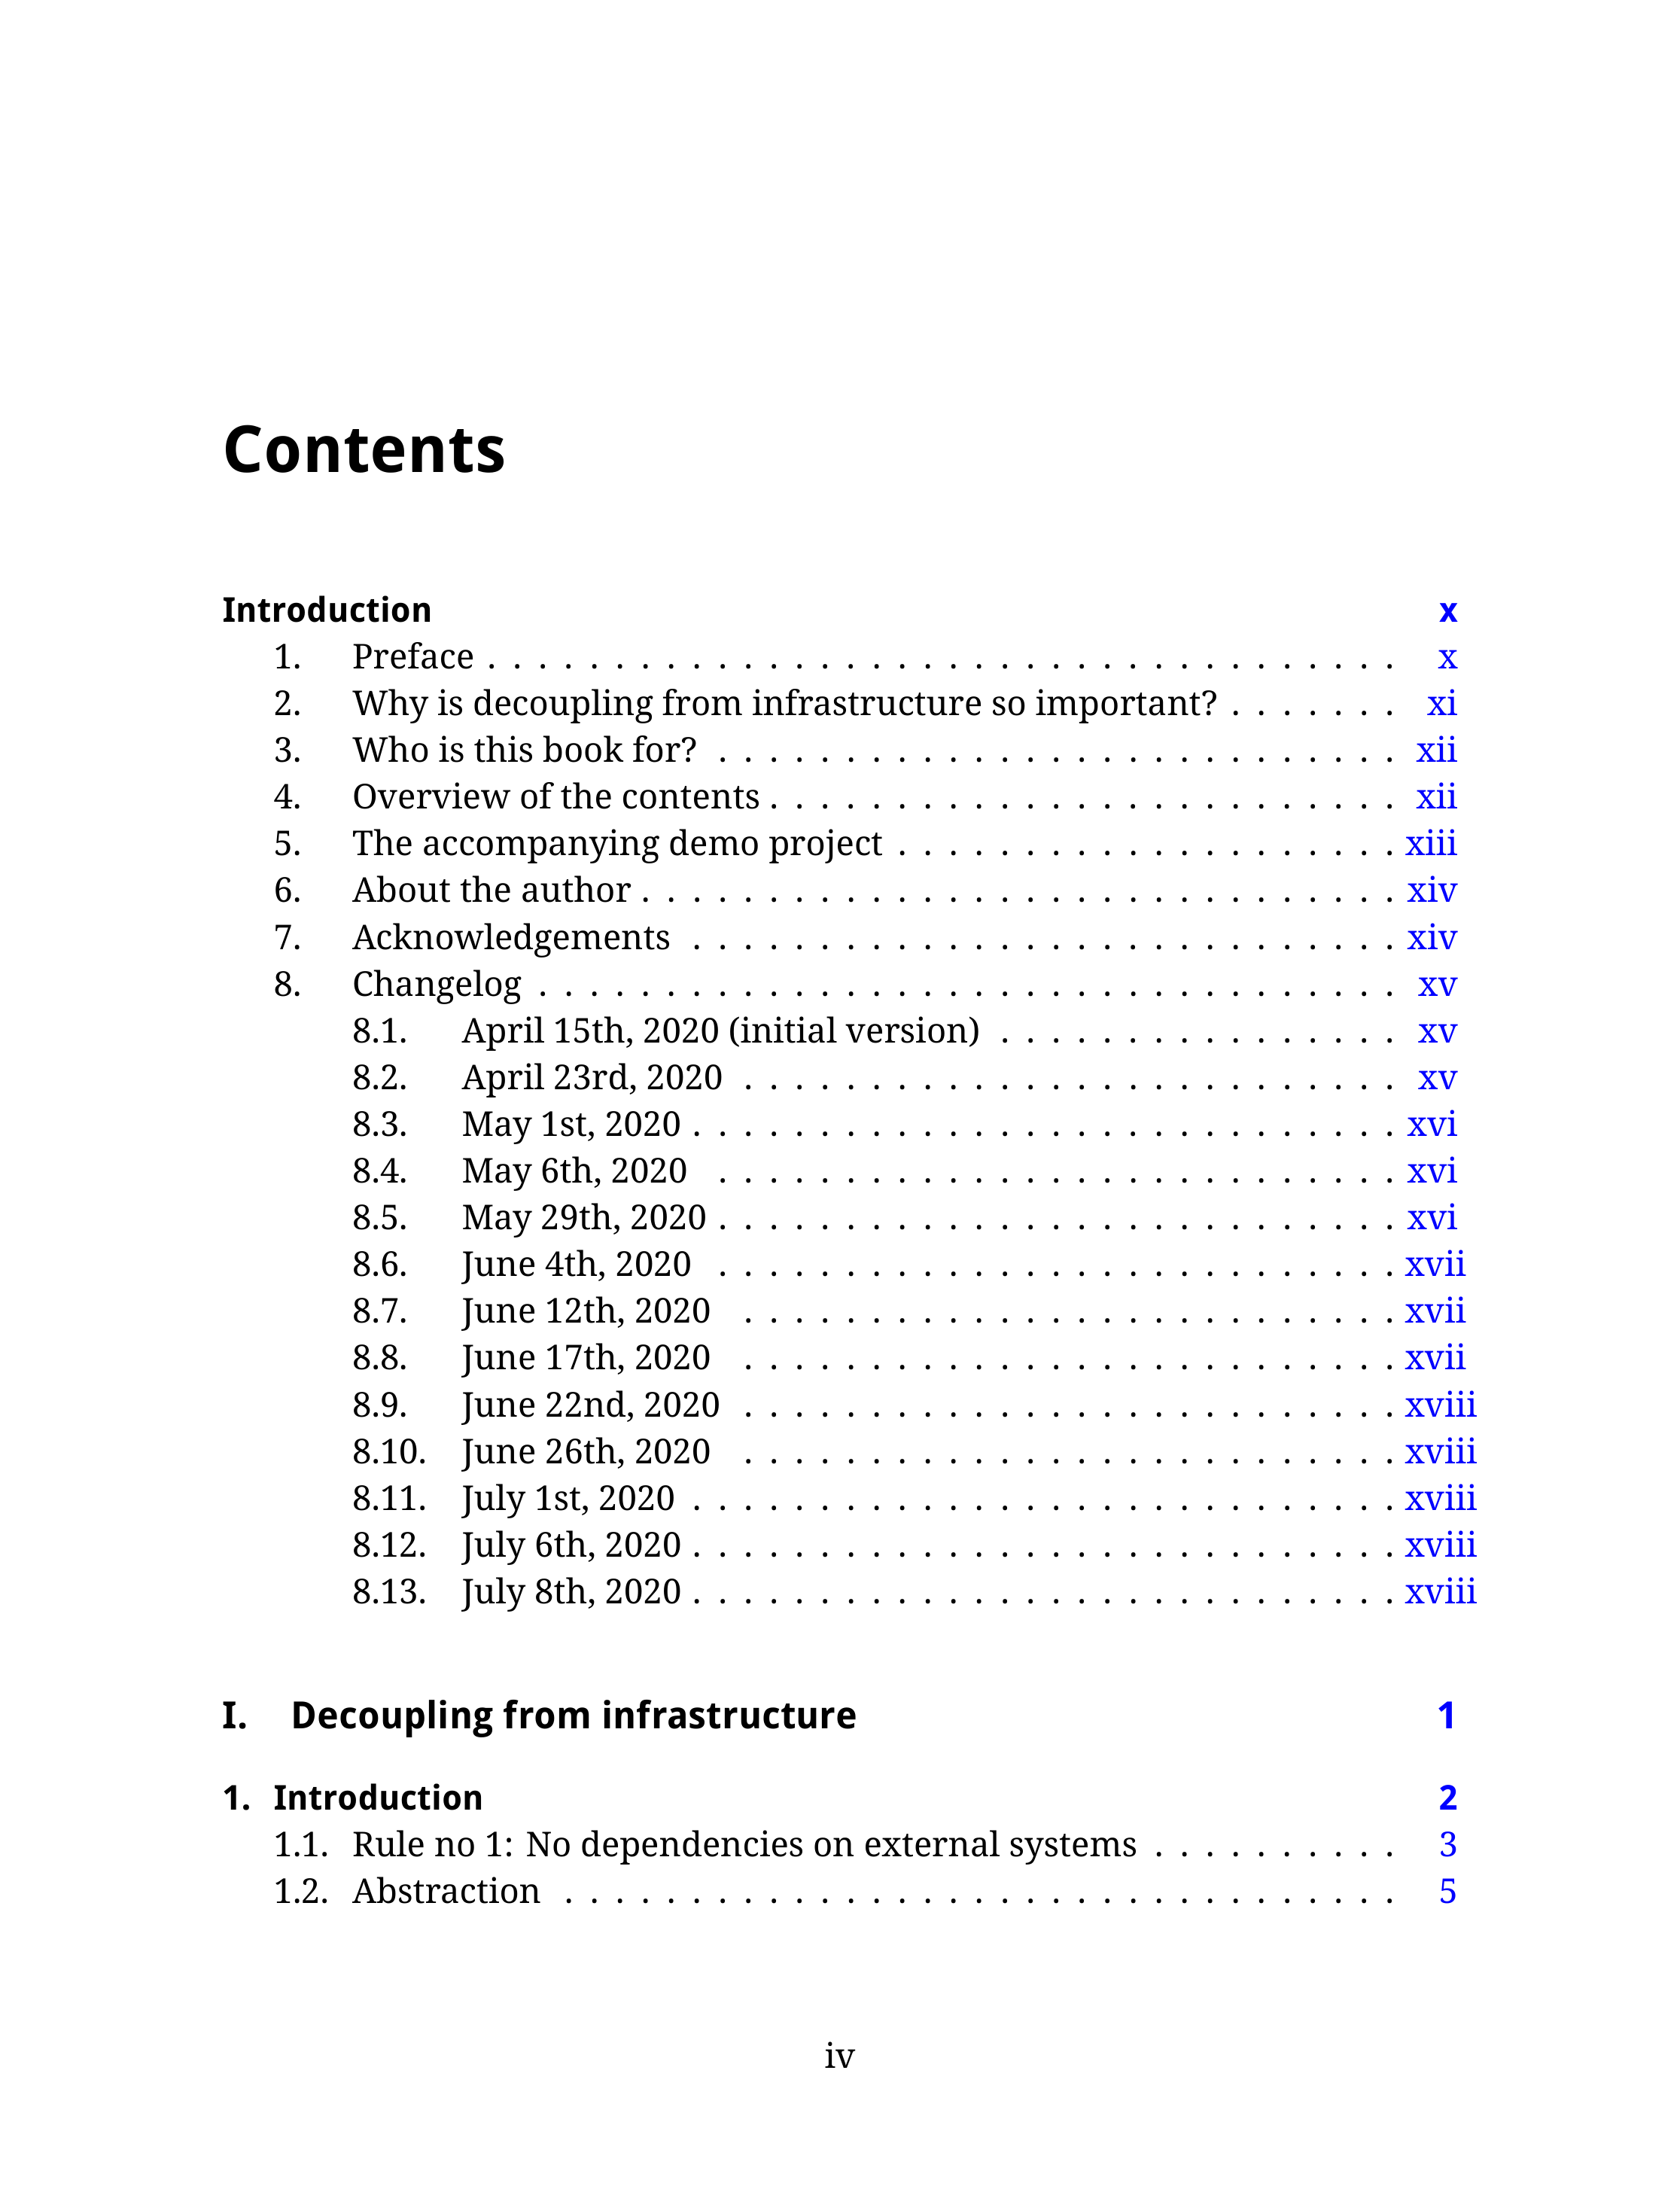 Contents
Introduction x
1. Preface . . . . . . . . . . . . . . . . . . . . . . . . . . . . . . . . . . . . x
2. Why is decoupling from infrastructure so important? . . . . . . . xi
3. Who is this book for? . . . . . . . . . . . . . . . . . . . . . . . . . . . xii
4. Overview of the contents . . . . . . . . . . . . . . . . . . . . . . . . . xii
5. The accompanying demo project . . . . . . . . . . . . . . . . . . . . xiii
6. About the author . . . . . . . . . . . . . . . . . . . . . . . . . . . . . . xiv
7. Acknowledgements . . . . . . . . . . . . . . . . . . . . . . . . . . . . xiv
8. Changelog . . . . . . . . . . . . . . . . . . . . . . . . . . . . . . . . . . xv
8.1. April 15th, 2020 (initial version) . . . . . . . . . . . . . . . . xv
8.2. April 23rd, 2020 . . . . . . . . . . . . . . . . . . . . . . . . . . xv
8.3. May 1st, 2020 . . . . . . . . . . . . . . . . . . . . . . . . . . . . xvi
8.4. May 6th, 2020 . . . . . . . . . . . . . . . . . . . . . . . . . . . xvi
8.5. May 29th, 2020 . . . . . . . . . . . . . . . . . . . . . . . . . . . xvi
8.6. June 4th, 2020 . . . . . . . . . . . . . . . . . . . . . . . . . . . xvii
8.7. June 12th, 2020 . . . . . . . . . . . . . . . . . . . . . . . . . . xvii
8.8. June 17th, 2020 . . . . . . . . . . . . . . . . . . . . . . . . . . xvii
8.9. June 22nd, 2020 . . . . . . . . . . . . . . . . . . . . . . . . . . xviii
8.10. June 26th, 2020 . . . . . . . . . . . . . . . . . . . . . . . . . . xviii
8.11. July 1st, 2020 . . . . . . . . . . . . . . . . . . . . . . . . . . . . xviii
8.12. July 6th, 2020 . . . . . . . . . . . . . . . . . . . . . . . . . . . . xviii
8.13. July 8th, 2020 . . . . . . . . . . . . . . . . . . . . . . . . . . . . xviii
I. Decoupling from infrastructure 1
1. Introduction 2
1.1. Rule no 1: No dependencies on external systems . . . . . . . . . . 3
1.2. Abstraction . . . . . . . . . . . . . . . . . . . . . . . . . . . . . . . . . 5
iv